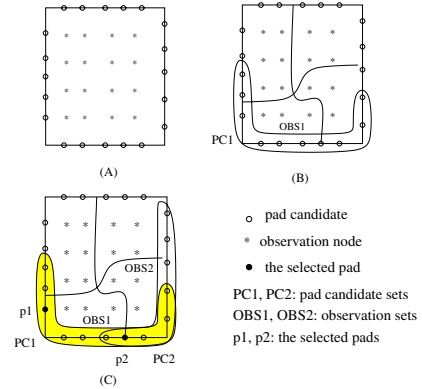 (A)
OBS1
PC1
(B)
OBS2
p1
OBS1
PC1
p2
PC2
(C)
pad candidate
observation node
the selected pad
PC1, PC2: pad candidate sets
OBS1, OBS2: observation sets
p1, p2: the selected pads